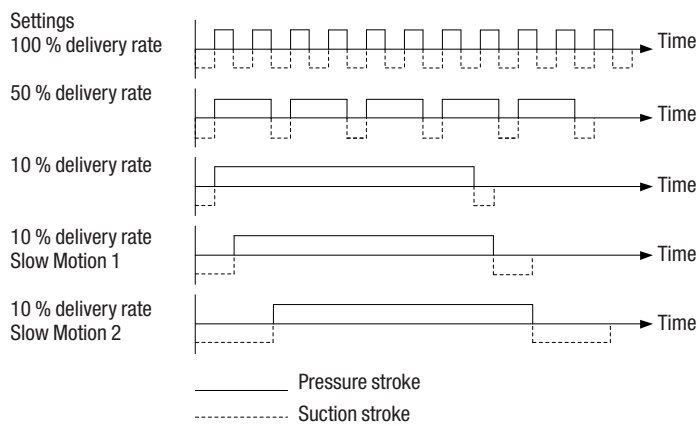 Settings
100 % delivery rate
Time
50 % delivery rate
Time
10 % delivery rate
Time
10 % delivery rate
Slow Motion 1
Time
10 % delivery rate
Slow Motion 2
Time
Pressure stroke
Suction stroke